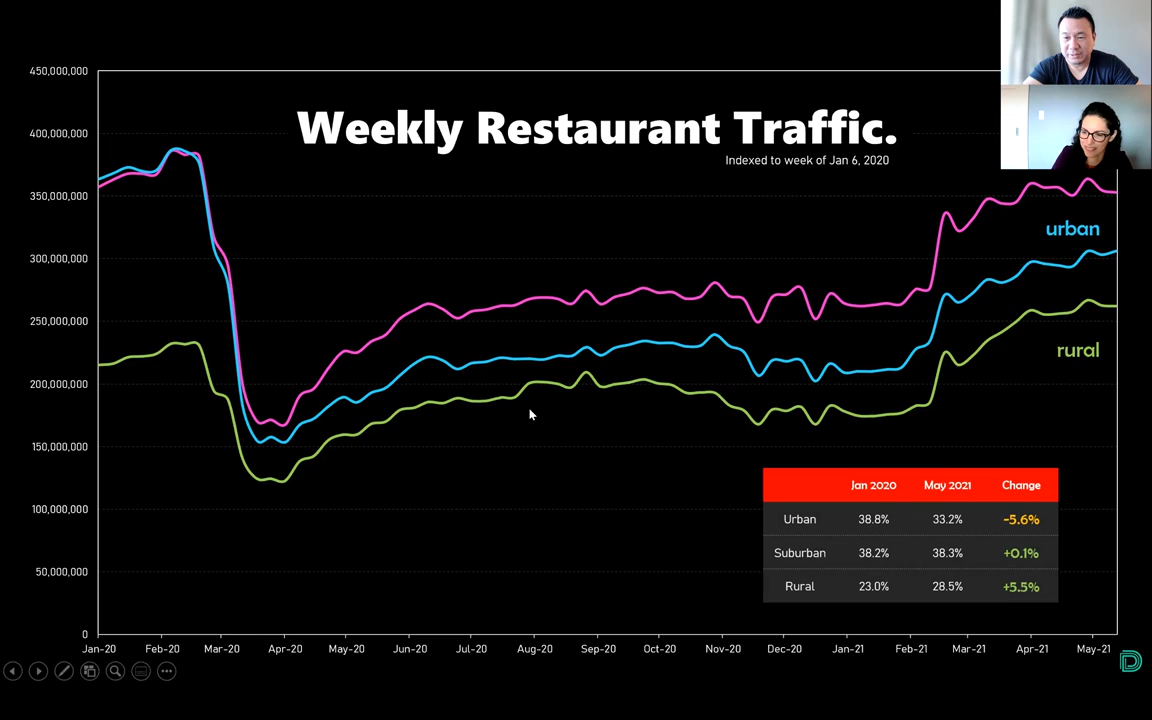 Weekly Restaurant Traffic.
Indexed to week of Jan 6, 2020
450,000,000
400,000,000
350,000,000
300,000,000
250,000,000
200,000,000
150,000,000
100,000,000
50,000,000
0
urban
rural
Jan 2020 May 2021 Change
Urban 38.8% 33.2% -5.6%
Suburban 38.2% 38.3% +0.1%
Rural 23.0% 28.5% +5.5%
Jan-20 Feb-20 Mar-20 Apr-20 May-20 Jun-20 Jul-20 Aug-20 Sep-20 Oct-20 Nov-20 Dec-20 Jan-21 Feb-21 Mar-21 Apr-21 May-21